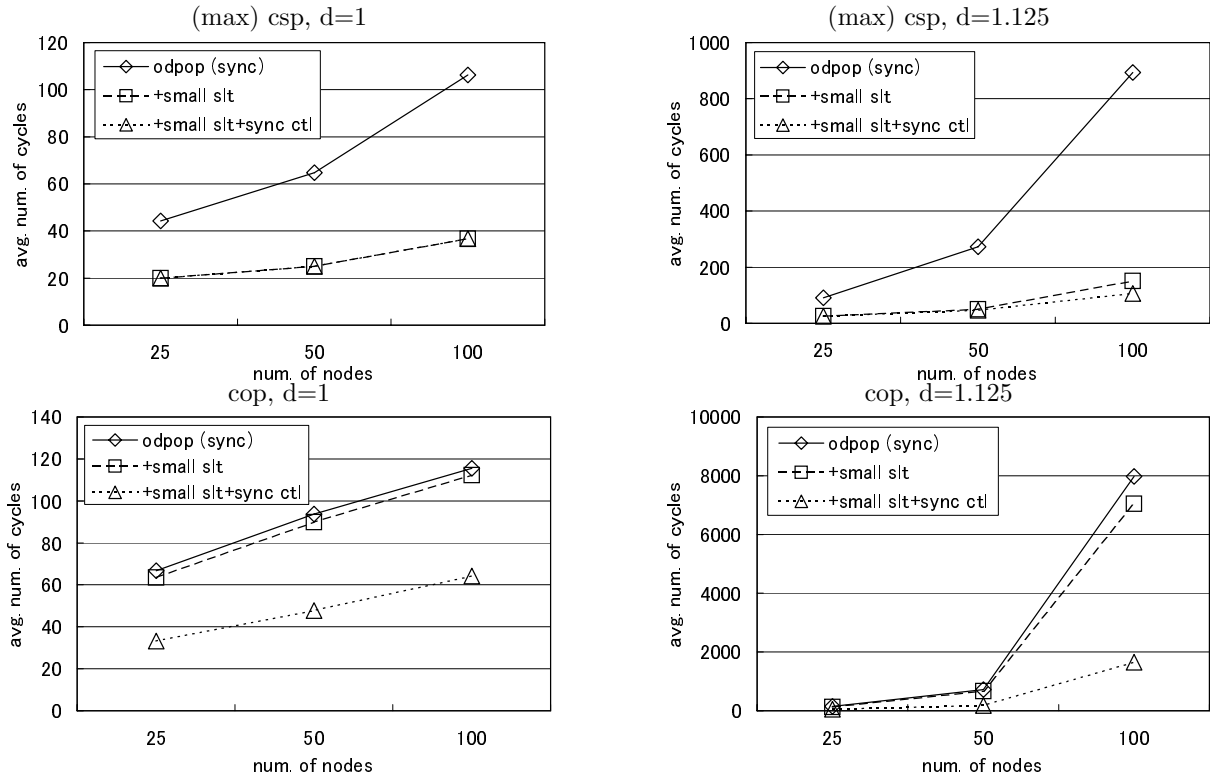 (max) csp, d=1
120
100
80
60
40
20
0
avg. num. of cycles
odpop (sync)
+small slt
+small slt+sync ctl
25 50 100
num. of nodes
(max) csp, d=1.125
1000
800
600
400
200
0
avg. num. of cycles
odpop (sync)
+small slt
+small slt+sync ctl
25 50 100
num. of nodes
cop, d=1
140
120
100
80
60
40
20
0
avg. num. of cycles
odpop (sync)
+small slt
+small slt+sync ctl
25 50 100
num. of nodes
cop, d=1.125
10000
8000
6000
4000
2000
0
avg. num. of cycles
odpop (sync)
+small slt
+small slt+sync ctl
25 50 100
num. of nodes